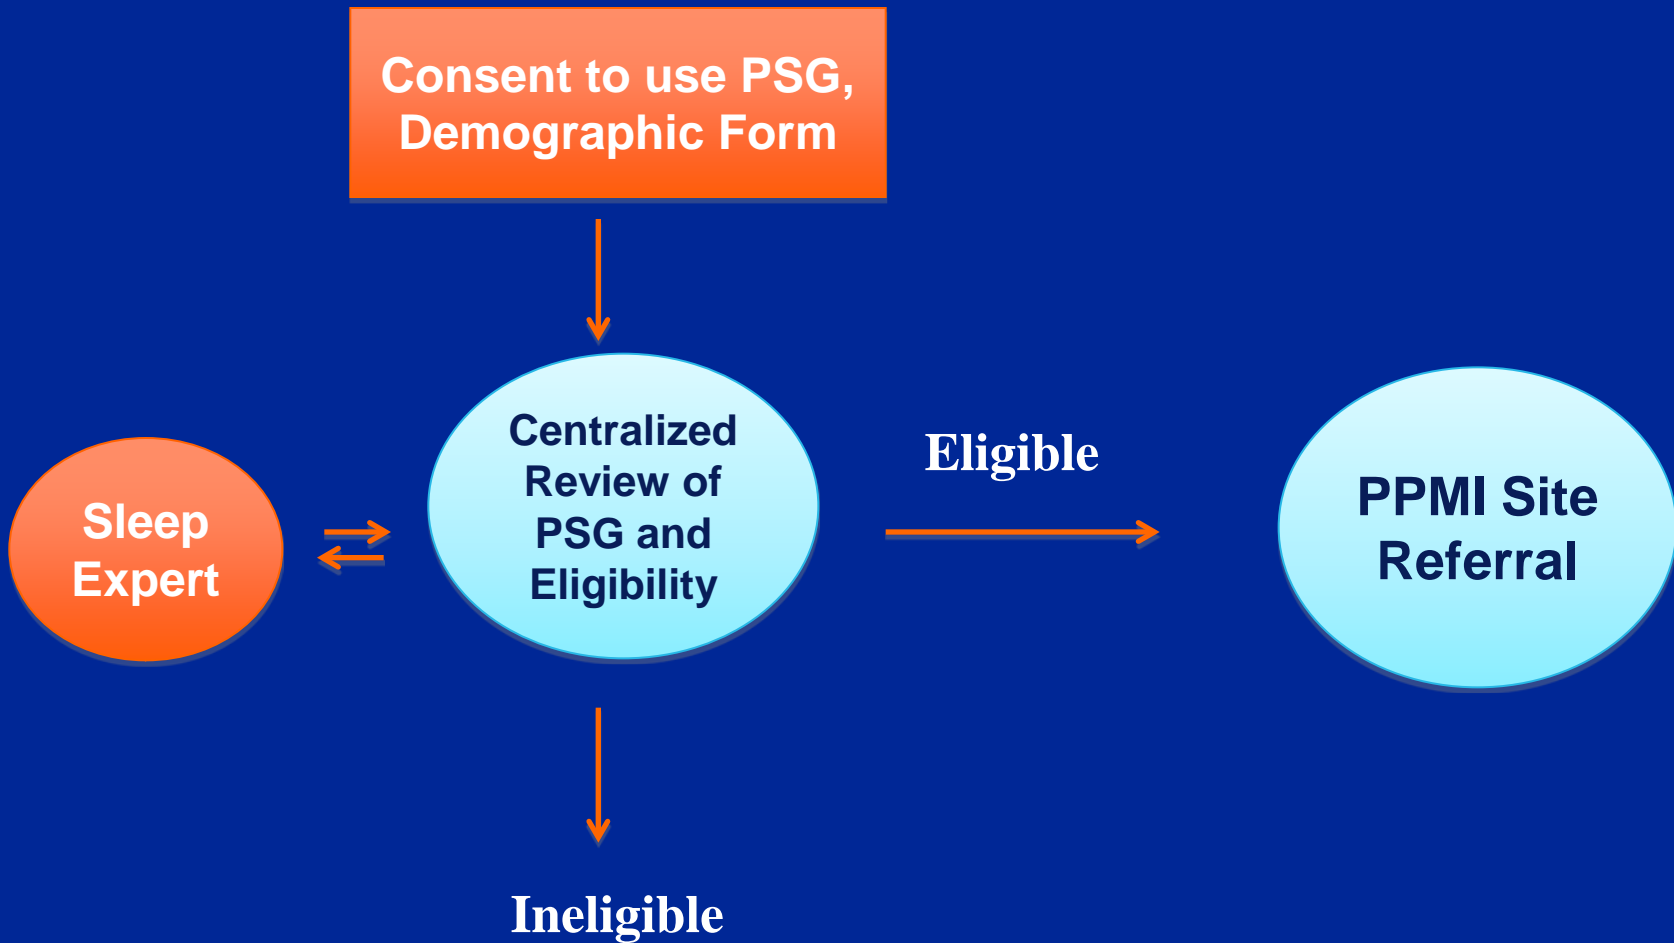 Consent to use PSG,
Demographic Form
Centralized
Review of
PSG and
Eligibility
Sleep
Expert
Eligible
PPMI Site
Referral
Ineligible